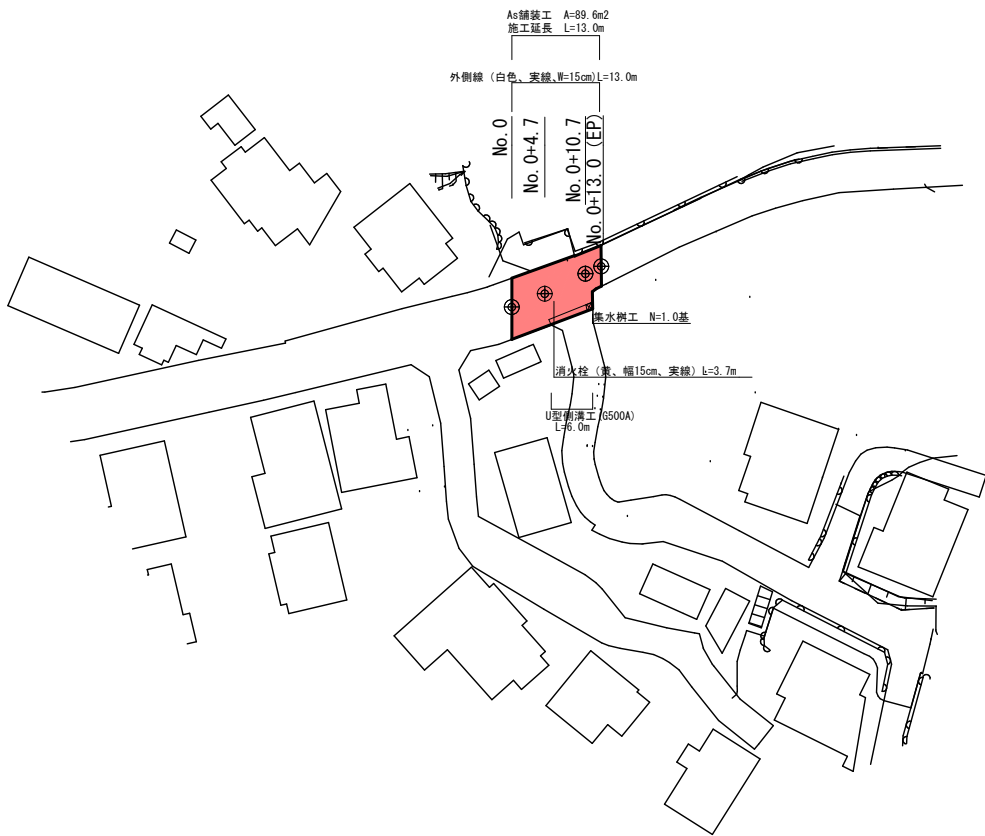 As舗装工 A=89.6m2
施工延長 L=13.0m
外側線（白色、実線、W=15cm）L=13.0m
No.0
No.0+4.7
No.0+10.7
No.0+13.0（EP）
集水桝工 N=1.0基
消火栓（黄、幅15cm、実線）L=3.7m
U型側溝工(G500A)
L=6.0m